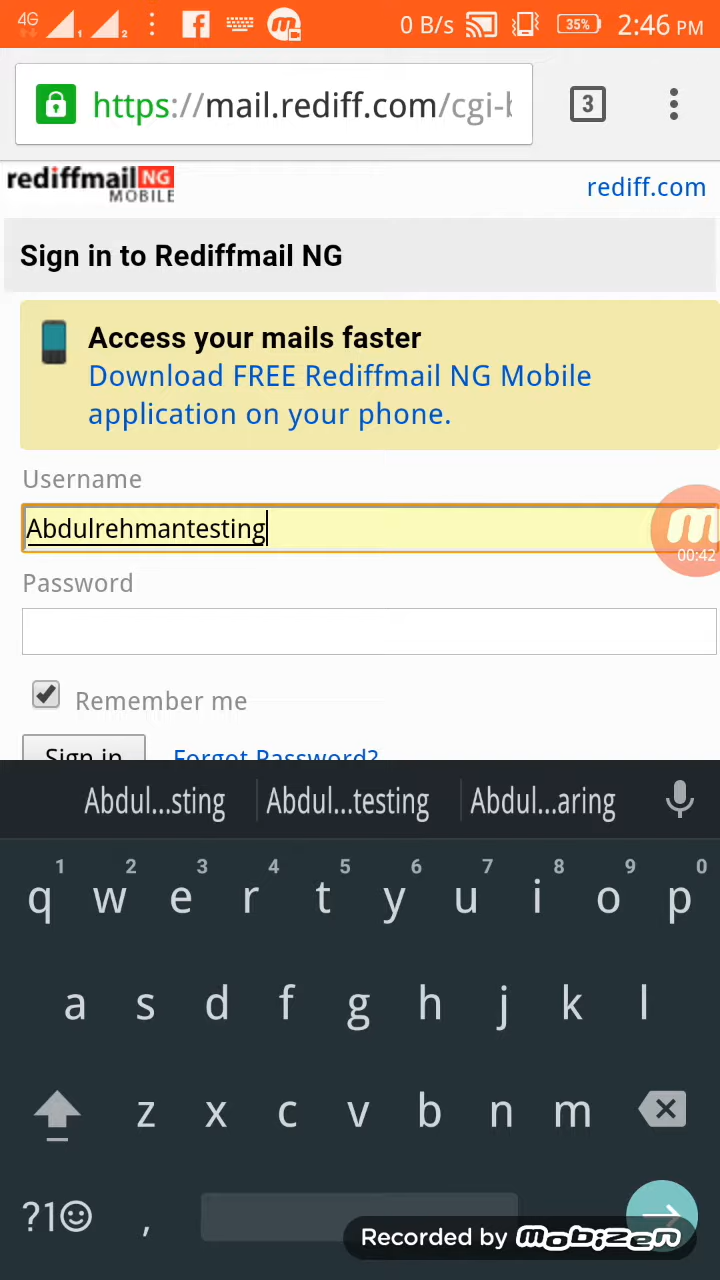 4G 1 2 0 B/s 35% 2:46 PM
https://mail.rediff.com/cgi-b 3
rediffmail NG MOBILE rediff.com
Sign in to Rediffmail NG
Access your mails faster
Download FREE Rediffmail NG Mobile
application on your phone.
Username
Abdulrehmantesting
00:42
Password
Remember me
Sign in Forgot Password?
Abdul...sting Abdul...testing Abdul...aring
1 2 3 4 5 6 7 8 9 0
q w e r t y u i o p
a s d f g h j k l
z x c v b n m
?1 ,
Recorded by mobizen